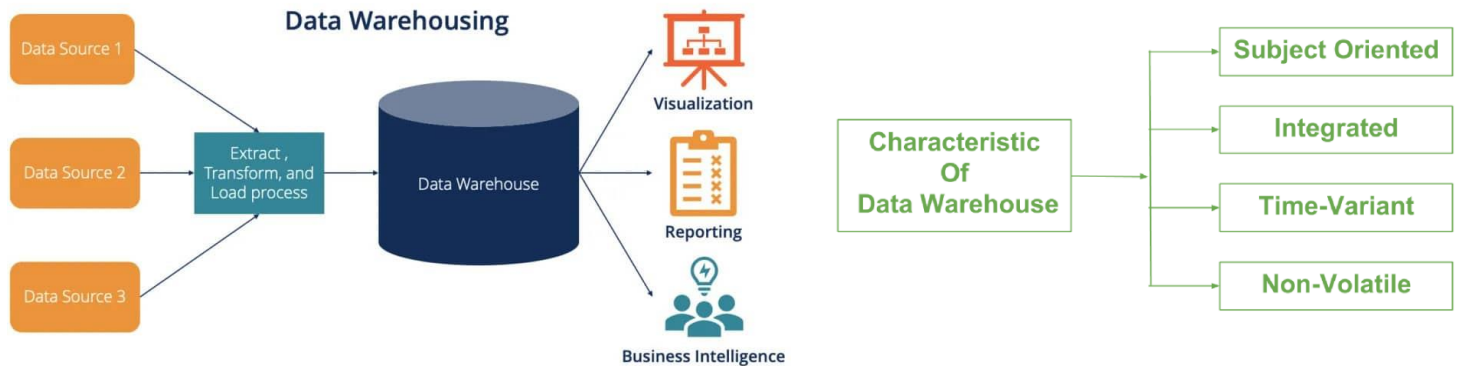 Data Warehousing
Data Source 1
Data Source 2
Data Source 3
Extract ,
Transform, and
Load process
Data Warehouse
Visualization
Reporting
Business Intelligence
Characteristic
Of
Data Warehouse
Subject Oriented
Integrated
Time-Variant
Non-Volatile